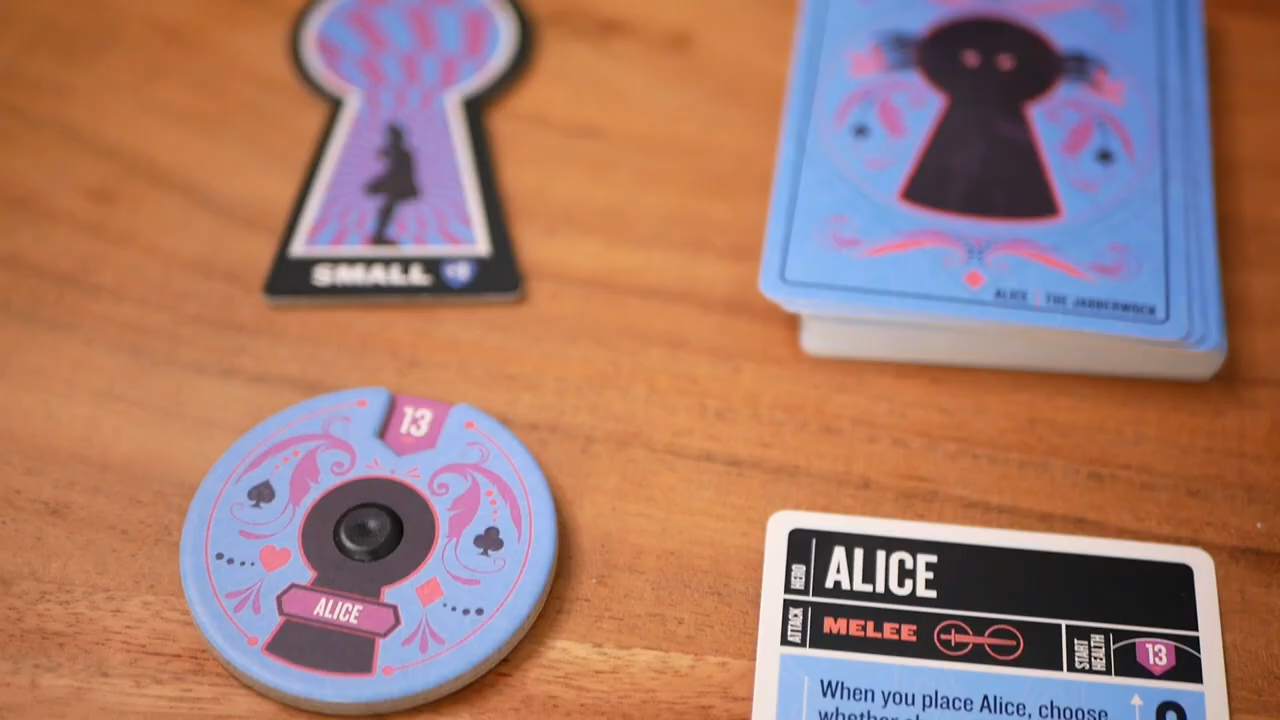 SMALL
ALICE | THE JABBERWOCK
13
ALICE
HERO
ALICE
ATTACK
MELEE
START
HEALTH
13
When you place Alice, choose